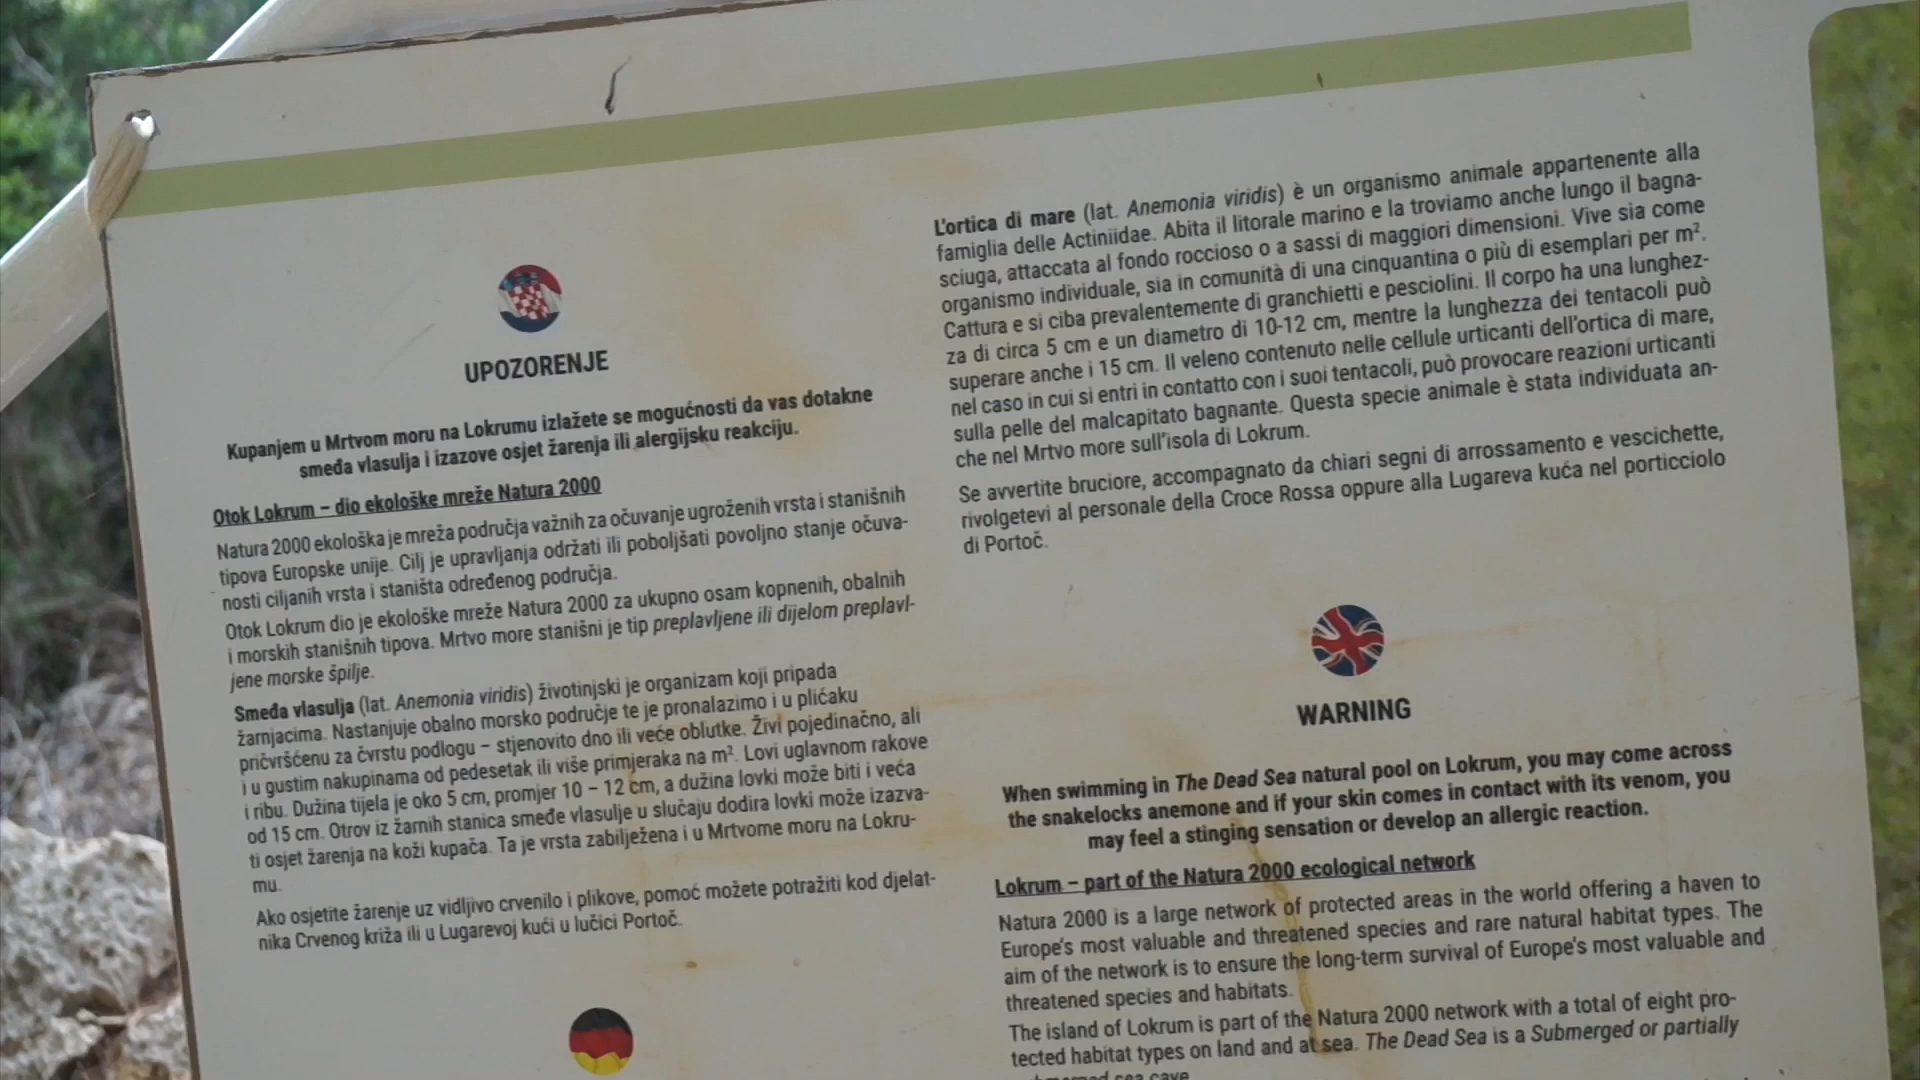 UPOZORENJE
Kupanjem u Mrtvom moru na Lokrumu izlažete se mogućnosti da vas dotakne
smeđa vlasulja i izazove osjet žarenja ili alergijsku reakciju.
Otok Lokrum – dio ekološke mreže Natura 2000
Natura 2000 ekološka je mreža područja važnih za očuvanje ugroženih vrsta i stanišnih
tipova Europske unije. Cilj je upravljanja održati ili poboljšati povoljno stanje očuva-
nosti ciljanih vrsta i staništa određenog područja.
Otok Lokrum dio je ekološke mreže Natura 2000 za ukupno osam kopnenih, obalnih
i morskih stanišnih tipova. Mrtvo more stanišni je tip preplavljene ili dijelom preplavl-
jene morske špilje.
Smeđa vlasulja (lat. Anemonia viridis) životinjski je organizam koji pripada
žarnjacima. Nastanjuje obalno morsko područje te je pronalazimo i u plićaku
pričvršćenu za čvrstu podlogu – stjenovito dno ili veće oblutke. Živi pojedinačno, ali
i u gustim nakupinama od pedesetak ili više primjeraka na m². Lovi uglavnom rakove
i ribu. Dužina tijela je oko 5 cm, promjer 10 – 12 cm, a dužina lovki može biti i veća
od 15 cm. Otrov iz žarnih stanica smeđe vlasulje u slučaju dodira lovki može izazva-
ti osjet žarenja na koži kupača. Ta je vrsta zabilježena i u Mrtvome moru na Lokru-
mu.
Ako osjetite žarenje uz vidljivo crvenilo i plikove, pomoć možete potražiti kod djelat-
nika Crvenog križa ili u Lugarevoj kući u lučici Portoč.
L'ortica di mare (lat. Anemonia viridis) è un organismo animale appartenente alla
famiglia delle Actiniidae. Abita il litorale marino e la troviamo anche lungo il bagna-
sciuga, attaccata al fondo roccioso o a sassi di maggiori dimensioni. Vive sia come
organismo individuale, sia in comunità di una cinquantina o più di esemplari per m².
Cattura e si ciba prevalentemente di granchietti e pesciolini. Il corpo ha una lunghez-
za di circa 5 cm e un diametro di 10-12 cm, mentre la lunghezza dei tentacoli può
superare anche i 15 cm. Il veleno contenuto nelle cellule urticanti dell'ortica di mare,
nel caso in cui si entri in contatto con i suoi tentacoli, può provocare reazioni urticanti
sulla pelle del malcapitato bagnante. Questa specie animale è stata individuata an-
che nel Mrtvo more sull'isola di Lokrum.
Se avvertite bruciore, accompagnato da chiari segni di arrossamento e vescichette,
rivolgetevi al personale della Croce Rossa oppure alla Lugareva kuća nel porticciolo
di Portoč.
WARNING
When swimming in The Dead Sea natural pool on Lokrum, you may come across
the snakelocks anemone and if your skin comes in contact with its venom, you
may feel a stinging sensation or develop an allergic reaction.
Lokrum – part of the Natura 2000 ecological network
Natura 2000 is a large network of protected areas in the world offering a haven to
Europe's most valuable and threatened species and rare natural habitat types. The
aim of the network is to ensure the long-term survival of Europe's most valuable and
threatened species and habitats.
The island of Lokrum is part of the Natura 2000 network with a total of eight pro-
tected habitat types on land and at sea. The Dead Sea is a Submerged or partially
sea cave